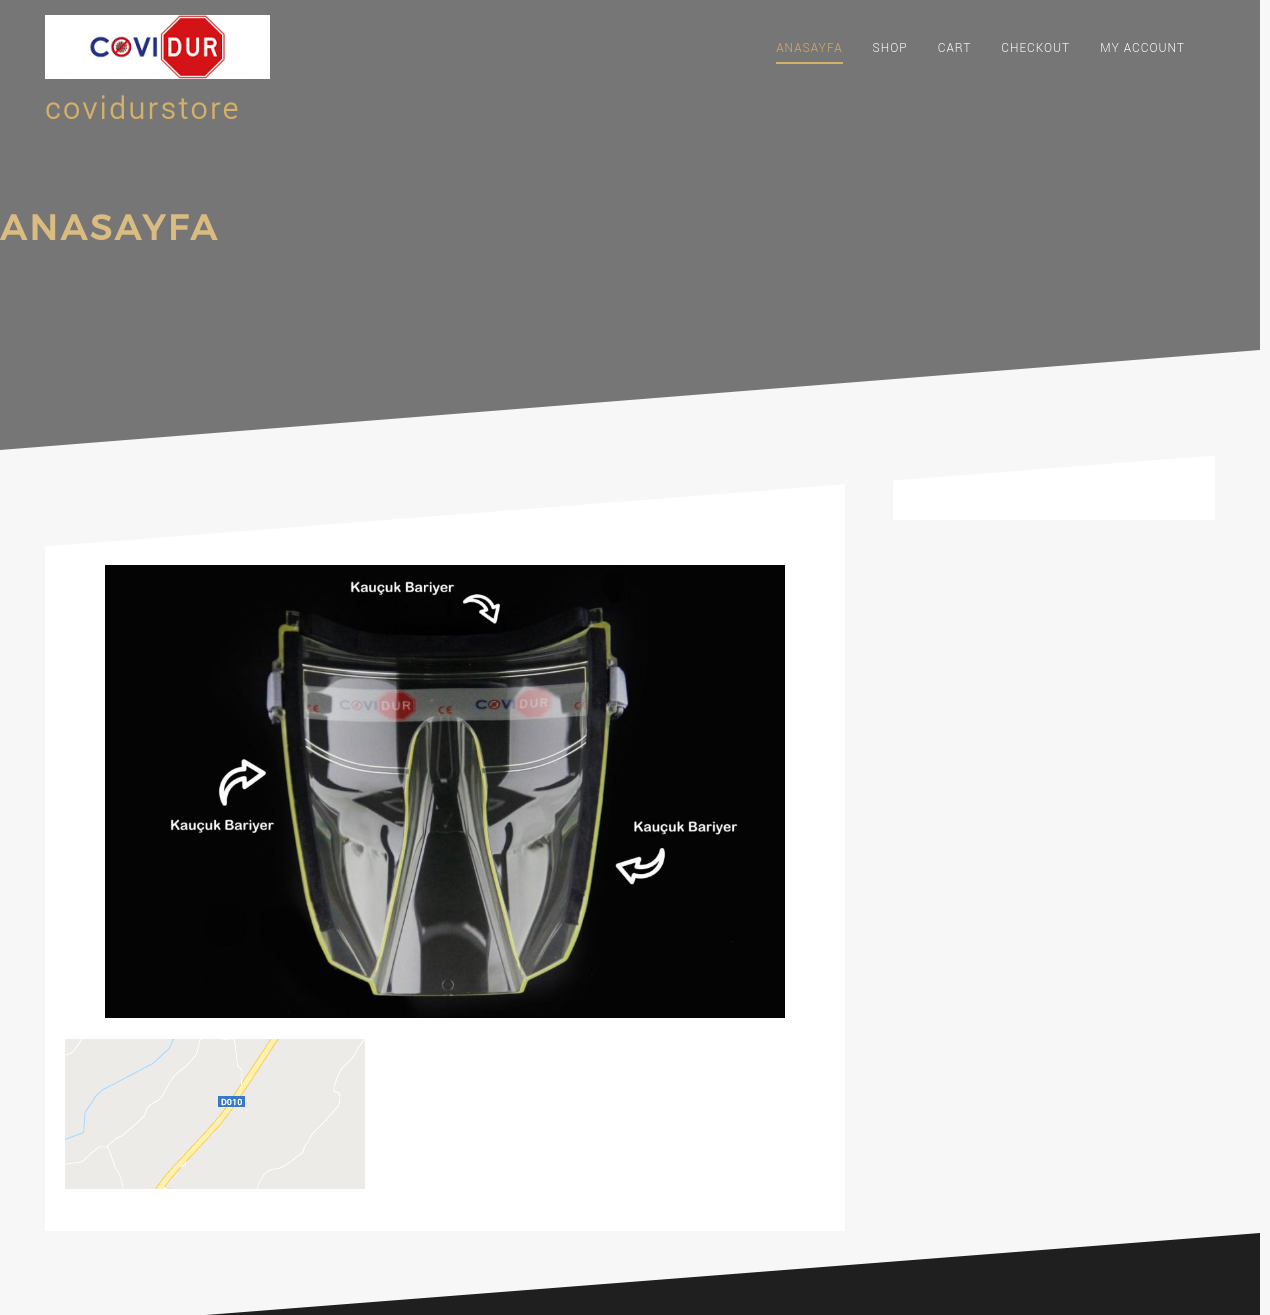 COVIDUR
ANASAYFA
SHOP
CART
CHECKOUT
MY ACCOUNT
covidurstore
ANASAYFA
Kauçuk Bariyer
CE COVIDUR CE COVIDUR
Kauçuk Bariyer
Kauçuk Bariyer
D010